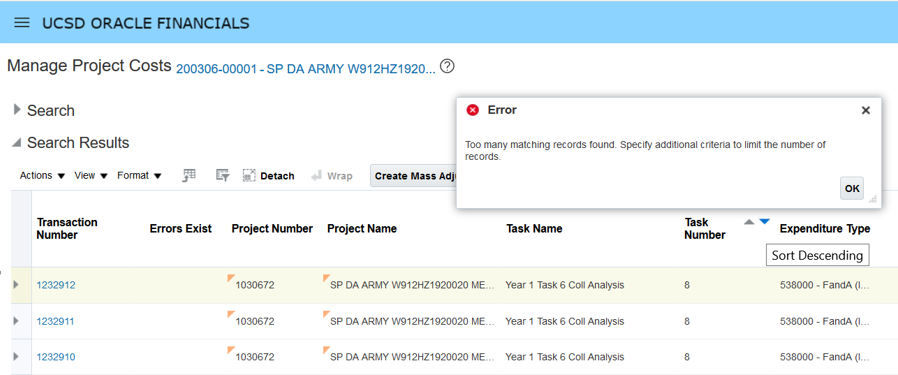 UCSD ORACLE FINANCIALS
Manage Project Costs 200306-00001 - SP DA ARMY W912HZ1920... ?
Search
Error
Too many matching records found. Specify additional criteria to limit the number of
records.
OK
Search Results
Actions View Format Detach Wrap Create Mass Adju
Transaction Number Errors Exist Project Number Project Name Task Name Task Number Expenditure Type
Sort Descending
1232912 1030672 SP DA ARMY W912HZ1920020 ME... Year 1 Task 6 Coll Analysis 8 538000 - FandA (I...
1232911 1030672 SP DA ARMY W912HZ1920020 ME... Year 1 Task 6 Coll Analysis 8 538000 - FandA (I...
1232910 1030672 SP DA ARMY W912HZ1920020 ME... Year 1 Task 6 Coll Analysis 8 538000 - FandA (I...